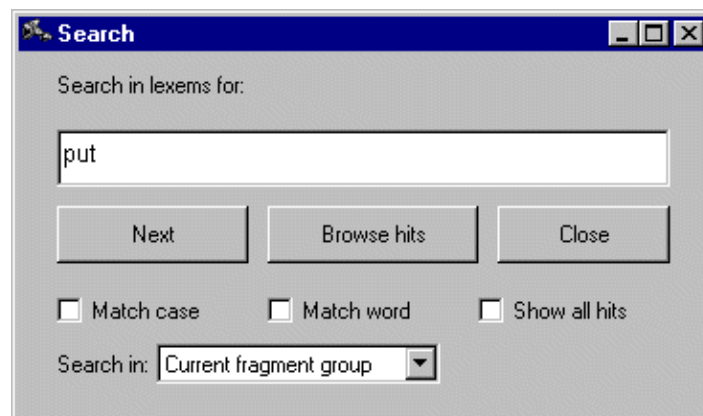 Search
Search in lexems for:
put
Next Browse hits Close
Match case Match word Show all hits
Search in: Current fragment group